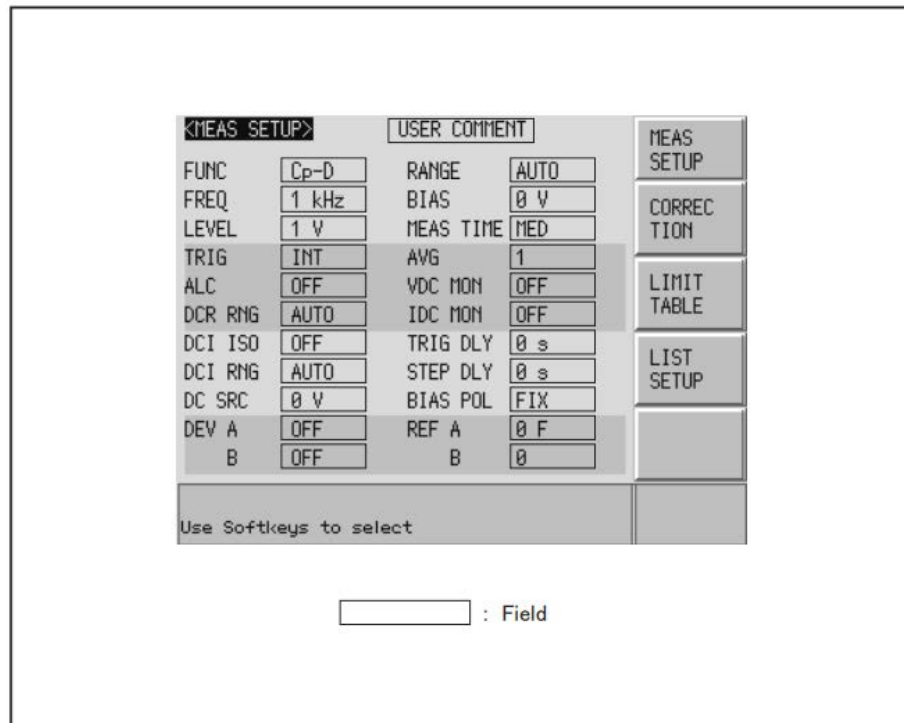 <MEAS SETUP> USER COMMENT
FUNC Cp-D RANGE AUTO
FREQ 1 kHz BIAS 0 V
LEVEL 1 V MEAS TIME MED
TRIG INT AVG 1
ALC OFF VDC MON OFF
DCR RNG AUTO IDC MON OFF
DCI ISO OFF TRIG DLY 0 s
DCI RNG AUTO STEP DLY 0 s
DC SRC 0 V BIAS POL FIX
DEV A OFF REF A 0 F
B OFF B 0
Use Softkeys to select
MEAS
SETUP
CORREC
TION
LIMIT
TABLE
LIST
SETUP
: Field